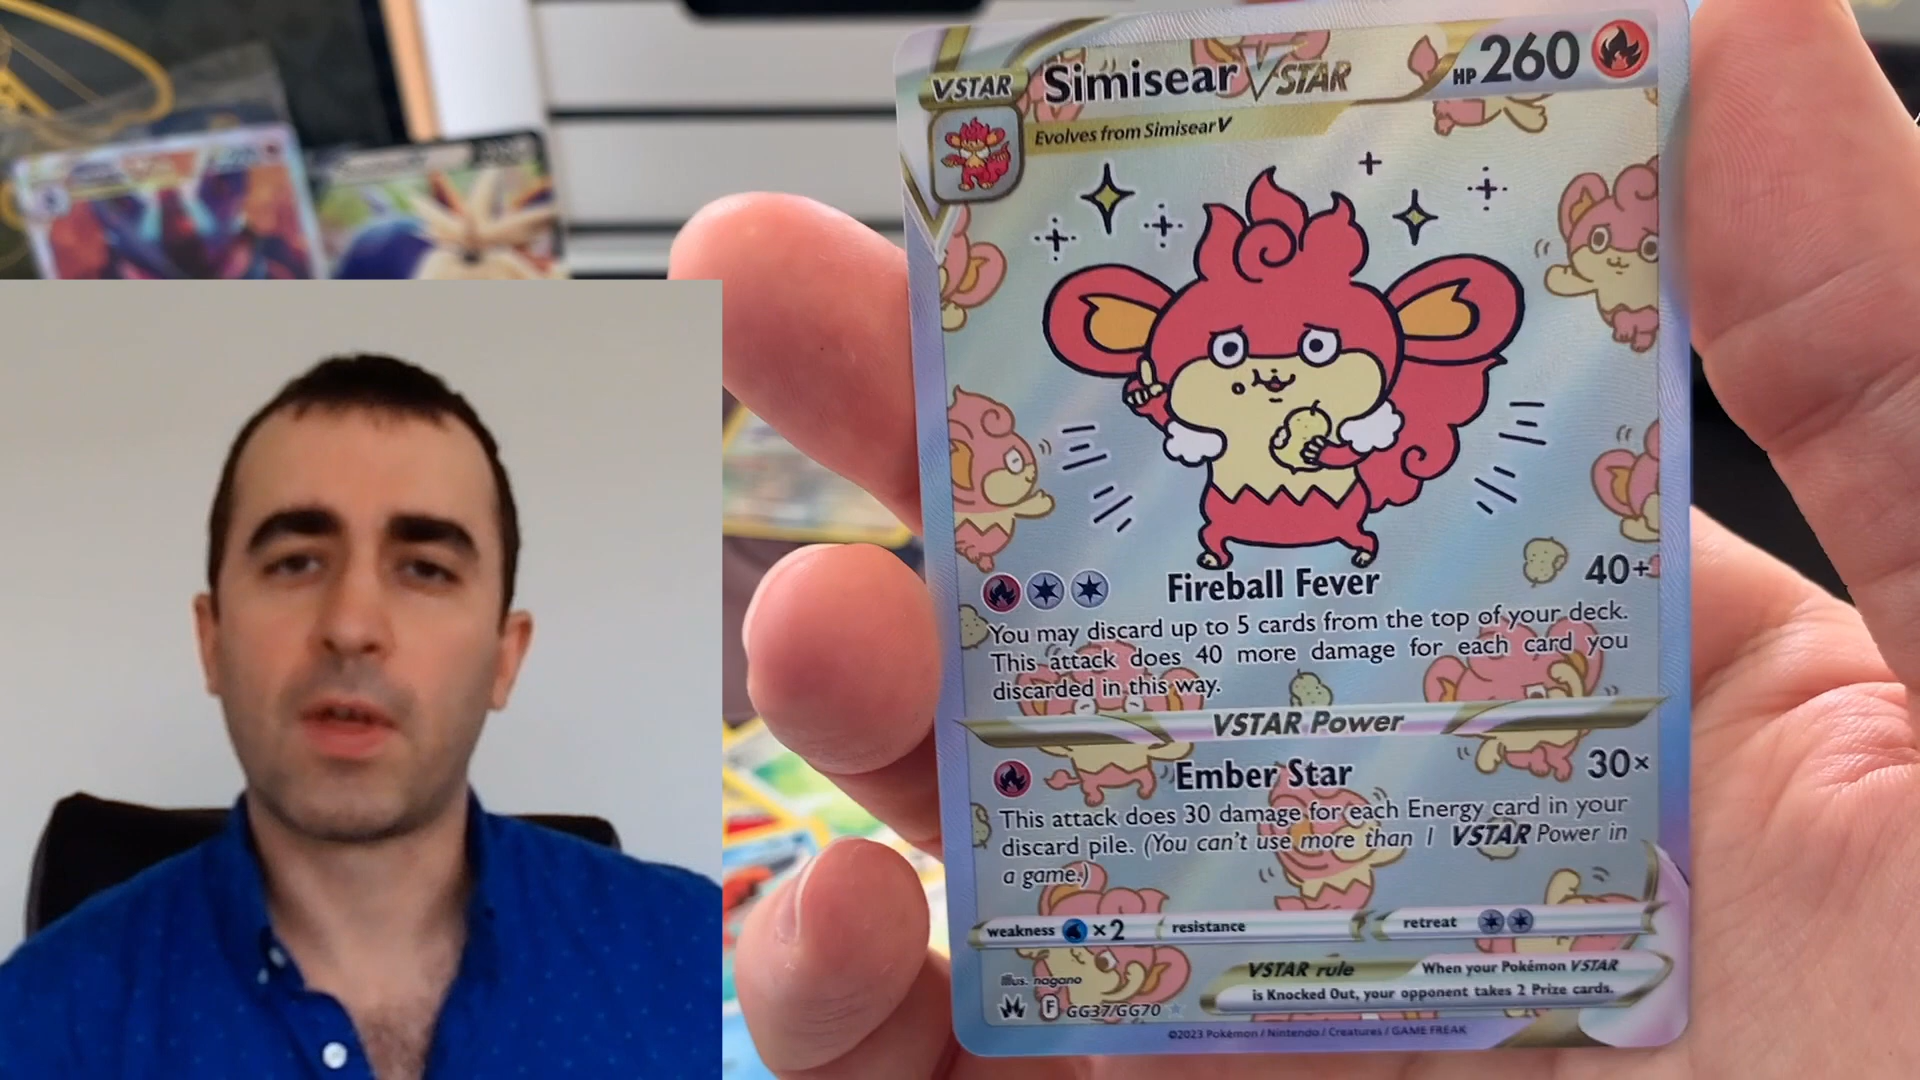 VSTAR Simisear VSTAR HP 260
Evolves from Simisear V
Fireball Fever 40+
You may discard up to 5 cards from the top of your deck.
This attack does 40 more damage for each card you
discarded in this way.
VSTAR Power
Ember Star 30×
This attack does 30 damage for each Energy card in your
discard pile. (You can't use more than 1 VSTAR Power in
a game.)
weakness ×2 resistance retreat
VSTAR rule When your Pokémon VSTAR
is Knocked Out, your opponent takes 2 Prize cards.
Illus. nagano
F GG37/GG70
©2023 Pokémon / Nintendo / Creatures / GAME FREAK